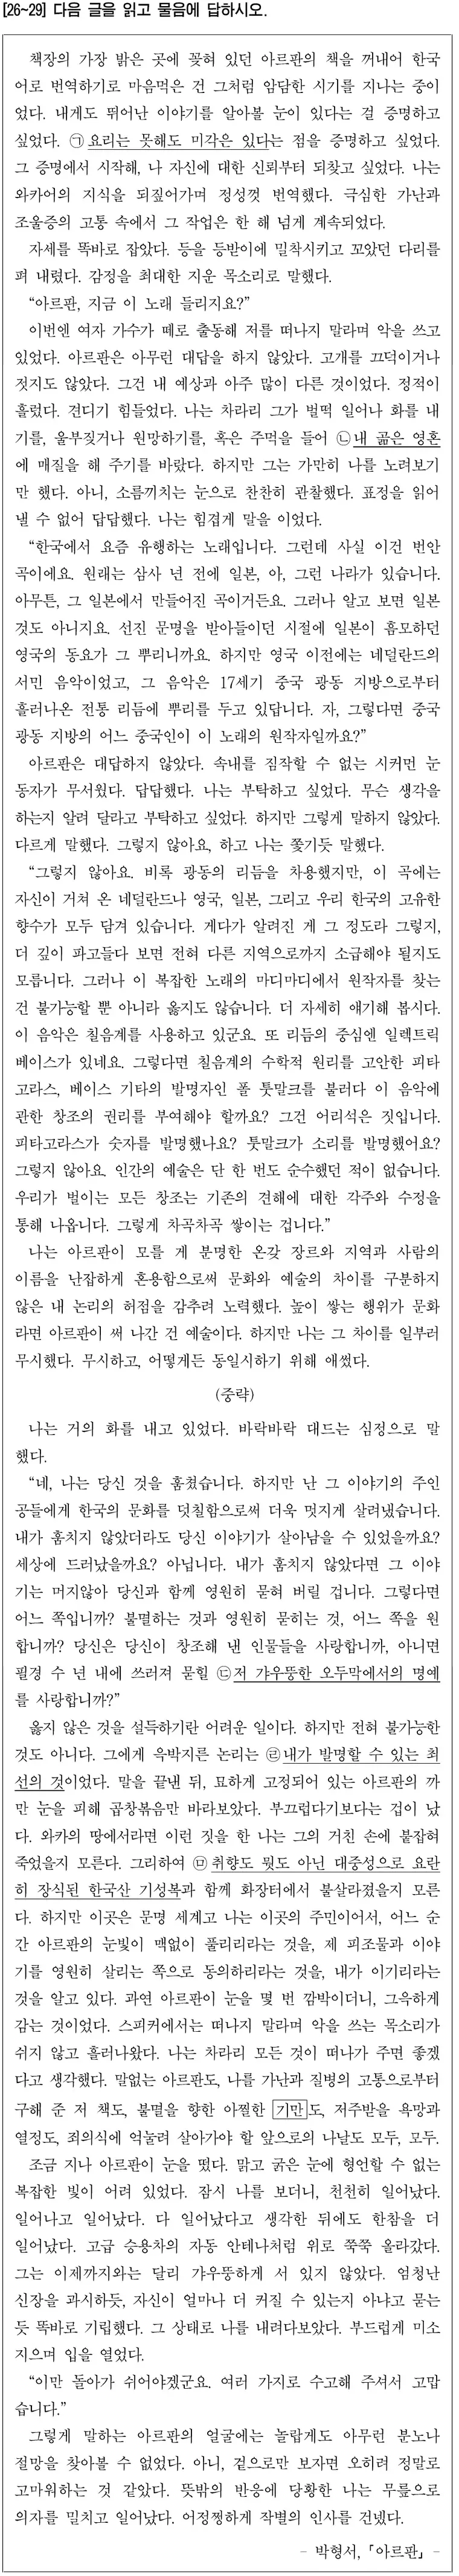 [26~29] 다음 글을 읽고 물음에 답하시오.
책장의 가장 밝은 곳에 꽂혀 있던 아르판의 책을 꺼내어 한국
어로 번역하기로 마음먹은 건 그처럼 암담한 시기를 지나는 중이
었다. 내게도 뛰어난 이야기를 알아볼 눈이 있다는 걸 증명하고
싶었다. ㉠요리는 못해도 미각은 있다는 점을 증명하고 싶었다.
그 증명에서 시작해, 나 자신에 대한 신뢰부터 되찾고 싶었다. 나는
와카어의 지식을 되짚어가며 정성껏 번역했다. 극심한 가난과
조울증의 고통 속에서 그 작업은 한 해 넘게 계속되었다.
자세를 똑바로 잡았다. 등을 등받이에 밀착시키고 꼬았던 다리를
펴 내렸다. 감정을 최대한 지운 목소리로 말했다.
“아르판, 지금 이 노래 들리지요?”
이번엔 여자 가수가 떼로 출동해 저를 떠나지 말라며 악을 쓰고
있었다. 아르판은 아무런 대답을 하지 않았다. 고개를 끄덕이거나
젓지도 않았다. 그건 내 예상과 아주 많이 다른 것이었다. 정적이
흘렀다. 견디기 힘들었다. 나는 차라리 그가 벌떡 일어나 화를 내
기를, 울부짖거나 원망하기를, 혹은 주먹을 들어 ㉡내 곪은 영혼
에 매질을 해 주기를 바랐다. 하지만 그는 가만히 나를 노려보기
만 했다. 아니, 소름끼치는 눈으로 찬찬히 관찰했다. 표정을 읽어
낼 수 없어 답답했다. 나는 힘겹게 말을 이었다.
“한국에서 요즘 유행하는 노래입니다. 그런데 사실 이건 번안
곡이에요. 원래는 삼사 년 전에 일본, 아, 그런 나라가 있습니다.
아무튼, 그 일본에서 만들어진 곡이거든요. 그러나 알고 보면 일본
것도 아니지요. 선진 문명을 받아들이던 시절에 일본이 흠모하던
영국의 동요가 그 뿌리니까요. 하지만 영국 이전에는 네덜란드의
서민 음악이었고, 그 음악은 17세기 중국 광동 지방으로부터
흘러나온 전통 리듬에 뿌리를 두고 있답니다. 자, 그렇다면 중국
광동 지방의 어느 중국인이 이 노래의 원작자일까요?”
아르판은 대답하지 않았다. 속내를 짐작할 수 없는 시커먼 눈
동자가 무서웠다. 답답했다. 나는 부탁하고 싶었다. 무슨 생각을
하는지 알려 달라고 부탁하고 싶었다. 하지만 그렇게 말하지 않았다.
다르게 말했다. 그렇지 않아요, 하고 나는 쫓기듯 말했다.
“그렇지 않아요. 비록 광동의 리듬을 차용했지만, 이 곡에는
자신이 거쳐 온 네덜란드나 영국, 일본, 그리고 우리 한국의 고유한
향수가 모두 담겨 있습니다. 게다가 알려진 게 그 정도라 그렇지,
더 깊이 파고들다 보면 전혀 다른 지역으로까지 소급해야 될지도
모릅니다. 그러나 이 복잡한 노래의 마디마디에서 원작자를 찾는
건 불가능할 뿐 아니라 옳지도 않습니다. 더 자세히 얘기해 봅시다.
이 음악은 칠음계를 사용하고 있군요. 또 리듬의 중심엔 일렉트릭
베이스가 있네요. 그렇다면 칠음계의 수학적 원리를 고안한 피타
고라스, 베이스 기타의 발명자인 폴 툿말크를 불러다 이 음악에
관한 창조의 권리를 부여해야 할까요? 그건 어리석은 짓입니다.
피타고라스가 숫자를 발명했나요? 툿말크가 소리를 발명했어요?
그렇지 않아요. 인간의 예술은 단 한 번도 순수했던 적이 없습니다.
우리가 벌이는 모든 창조는 기존의 견해에 대한 각주와 수정을
통해 나옵니다. 그렇게 차곡차곡 쌓이는 겁니다.”
나는 아르판이 모를 게 분명한 온갖 장르와 지역과 사람의
이름을 난잡하게 혼용함으로써 문화와 예술의 차이를 구분하지
않은 내 논리의 허점을 감추려 노력했다. 높이 쌓는 행위가 문화
라면 아르판이 써 나간 건 예술이다. 하지만 나는 그 차이를 일부러
무시했다. 무시하고, 어떻게든 동일시하기 위해 애썼다.
(중략)
나는 거의 화를 내고 있었다. 바락바락 대드는 심정으로 말
했다.
“네, 나는 당신 것을 훔쳤습니다. 하지만 난 그 이야기의 주인
공들에게 한국의 문화를 덧칠함으로써 더욱 멋지게 살려냈습니다.
내가 훔치지 않았더라도 당신 이야기가 살아남을 수 있었을까요?
세상에 드러났을까요? 아닙니다. 내가 훔치지 않았다면 그 이야
기는 머지않아 당신과 함께 영원히 묻혀 버릴 겁니다. 그렇다면
어느 쪽입니까? 불멸하는 것과 영원히 묻히는 것, 어느 쪽을 원
합니까? 당신은 당신이 창조해 낸 인물들을 사랑합니까, 아니면
필경 수 년 내에 쓰러져 묻힐 ㉢저 갸우뚱한 오두막에서의 명예
를 사랑합니까?”
옳지 않은 것을 설득하기란 어려운 일이다. 하지만 전혀 불가능한
것도 아니다. 그에게 윽박지른 논리는 ㉣내가 발명할 수 있는 최
선의 것이었다. 말을 끝낸 뒤, 묘하게 고정되어 있는 아르판의 까
만 눈을 피해 곱창볶음만 바라보았다. 부끄럽다기보다는 겁이 났
다. 와카의 땅에서라면 이런 짓을 한 나는 그의 거친 손에 붙잡혀
죽었을지 모른다. 그리하여 ㉤취향도 뭣도 아닌 대중성으로 요란
히 장식된 한국산 기성복과 함께 화장터에서 불살라졌을지 모른
다. 하지만 이곳은 문명 세계고 나는 이곳의 주민이어서, 어느 순
간 아르판의 눈빛이 맥없이 풀리리라는 것을, 제 피조물과 이야
기를 영원히 살리는 쪽으로 동의하리라는 것을, 내가 이기리라는
것을 알고 있다. 과연 아르판이 눈을 몇 번 깜박이더니, 그윽하게
감는 것이었다. 스피커에서는 떠나지 말라며 악을 쓰는 목소리가
쉬지 않고 흘러나왔다. 나는 차라리 모든 것이 떠나가 주면 좋겠
다고 생각했다. 말없는 아르판도, 나를 가난과 질병의 고통으로부터
구해 준 저 책도, 불멸을 향한 아찔한 기만도, 저주받을 욕망과
열정도, 죄의식에 억눌려 살아가야 할 앞으로의 나날도 모두, 모두.
조금 지나 아르판이 눈을 떴다. 맑고 굵은 눈에 형언할 수 없는
복잡한 빛이 어려 있었다. 잠시 나를 보더니, 천천히 일어났다.
일어나고 일어났다. 다 일어났다고 생각한 뒤에도 한참을 더
일어났다. 고급 승용차의 자동 안테나처럼 위로 쭉쭉 올라갔다.
그는 이제까지와는 달리 갸우뚱하게 서 있지 않았다. 엄청난
신장을 과시하듯, 자신이 얼마나 더 커질 수 있는지 아냐고 묻는
듯 똑바로 기립했다. 그 상태로 나를 내려다보았다. 부드럽게 미소
지으며 입을 열었다.
“이만 돌아가 쉬어야겠군요. 여러 가지로 수고해 주셔서 고맙
습니다.”
그렇게 말하는 아르판의 얼굴에는 놀랍게도 아무런 분노나
절망을 찾아볼 수 없었다. 아니, 겉으로만 보자면 오히려 정말로
고마워하는 것 같았다. 뜻밖의 반응에 당황한 나는 무릎으로
의자를 밀치고 일어났다. 어정쩡하게 작별의 인사를 건넸다.
- 박형서, 「아르판」 -